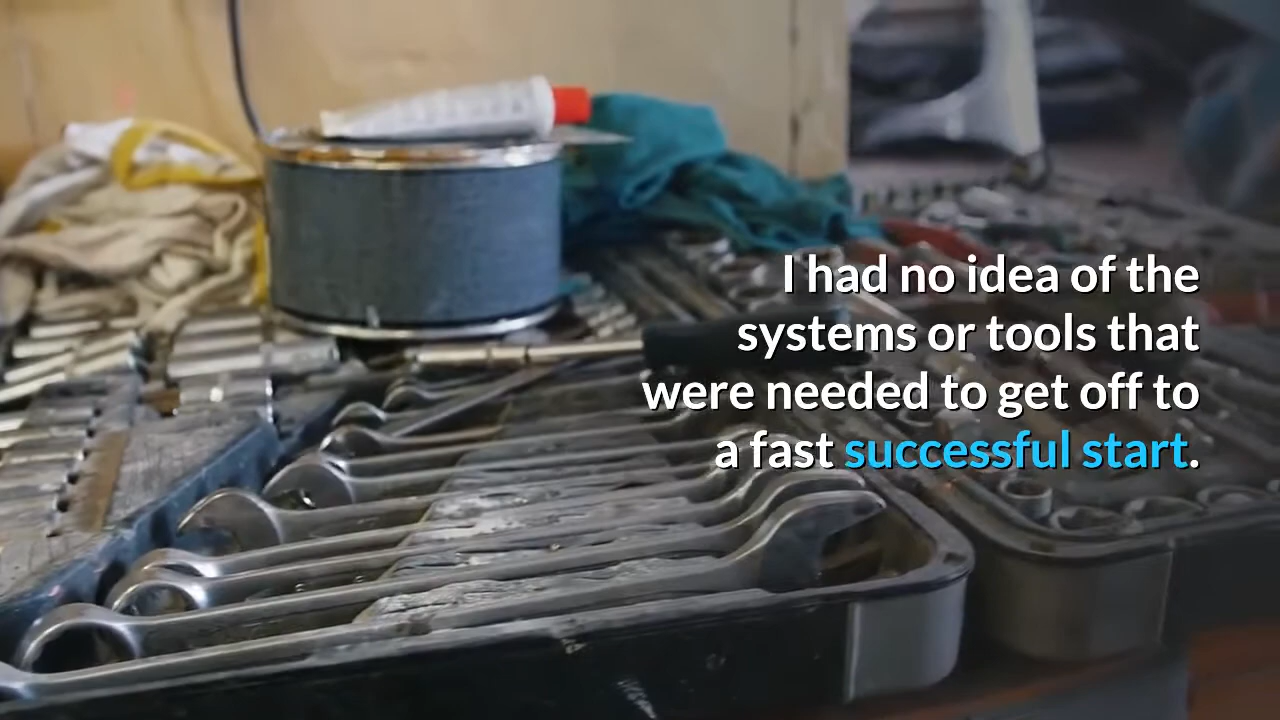 I had no idea of the
systems or tools that
were needed to get off to
a fast successful start.